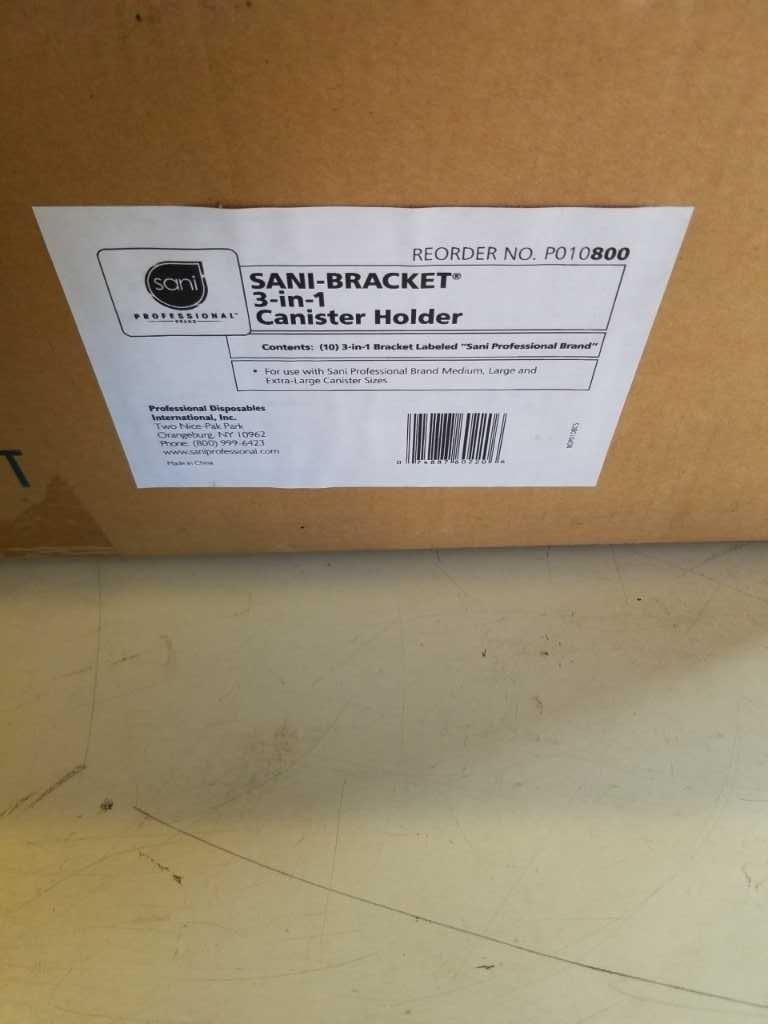 REORDER NO. P010800
sani
PROFESSIONAL
BRAND
SANI-BRACKET®
3-in-1
Canister Holder
Contents: (10) 3-in-1 Bracket Labeled "Sani Professional Brand"
• For use with Sani Professional Brand Medium, Large and
Extra-Large Canister Sizes
Professional Disposables
International, Inc.
Two Nice-Pak Park
Orangeburg, NY 10962
Phone: (800) 999-6423
www.saniprofessional.com
Made in China
T